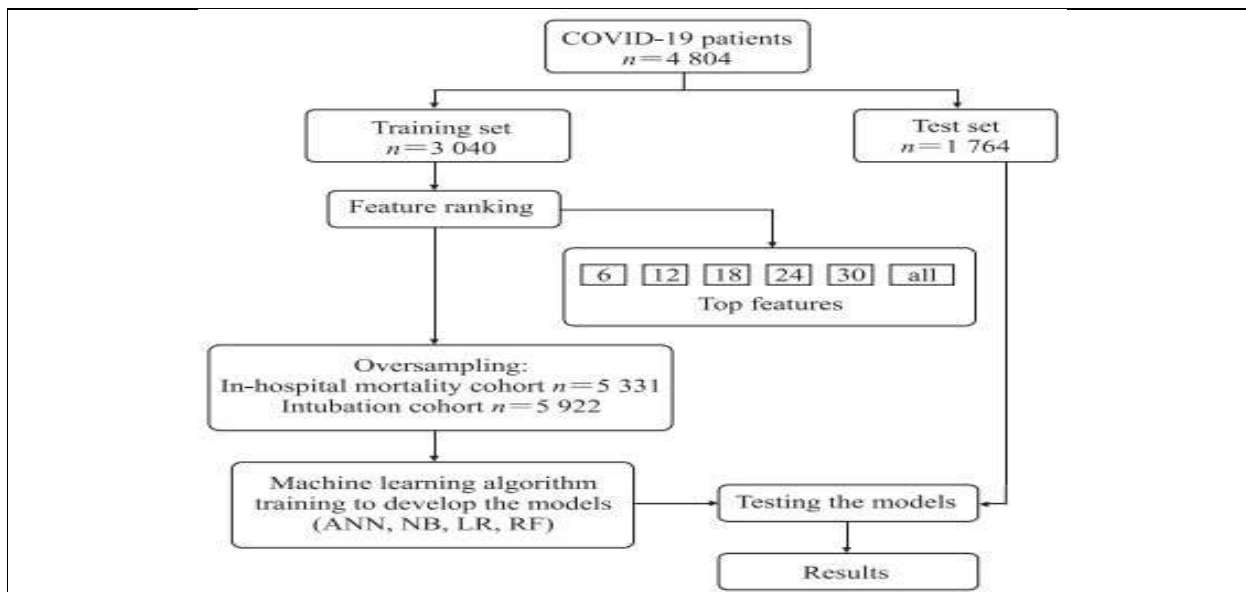 COVID-19 patients
n=4 804
Training set
n=3 040
Test set
n=1 764
Feature ranking
6 12 18 24 30 all
Top features
Oversampling:
In-hospital mortality cohort n=5 331
Intubation cohort n=5 922
Machine learning algorithm
training to develop the models
(ANN, NB, LR, RF)
Testing the models
Results